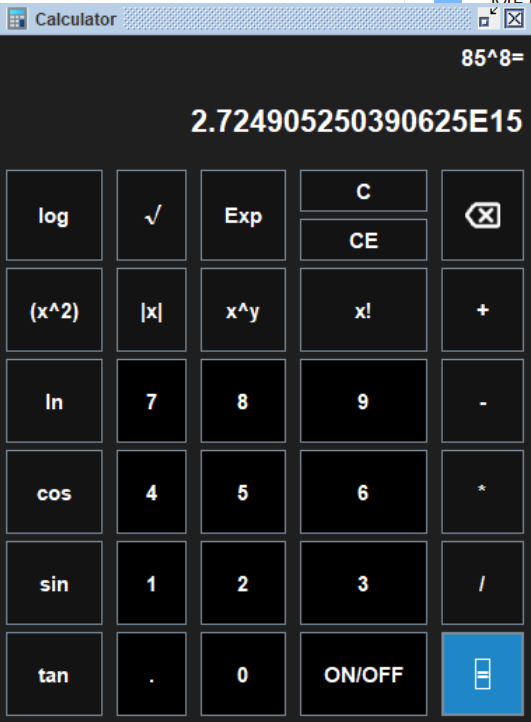 Calculator
85^8=
2.724905250390625E15
log √ Exp C
CE
(x^2) |x| x^y x! +
ln 7 8 9 -
cos 4 5 6 *
sin 1 2 3 /
tan . 0 ON/OFF =